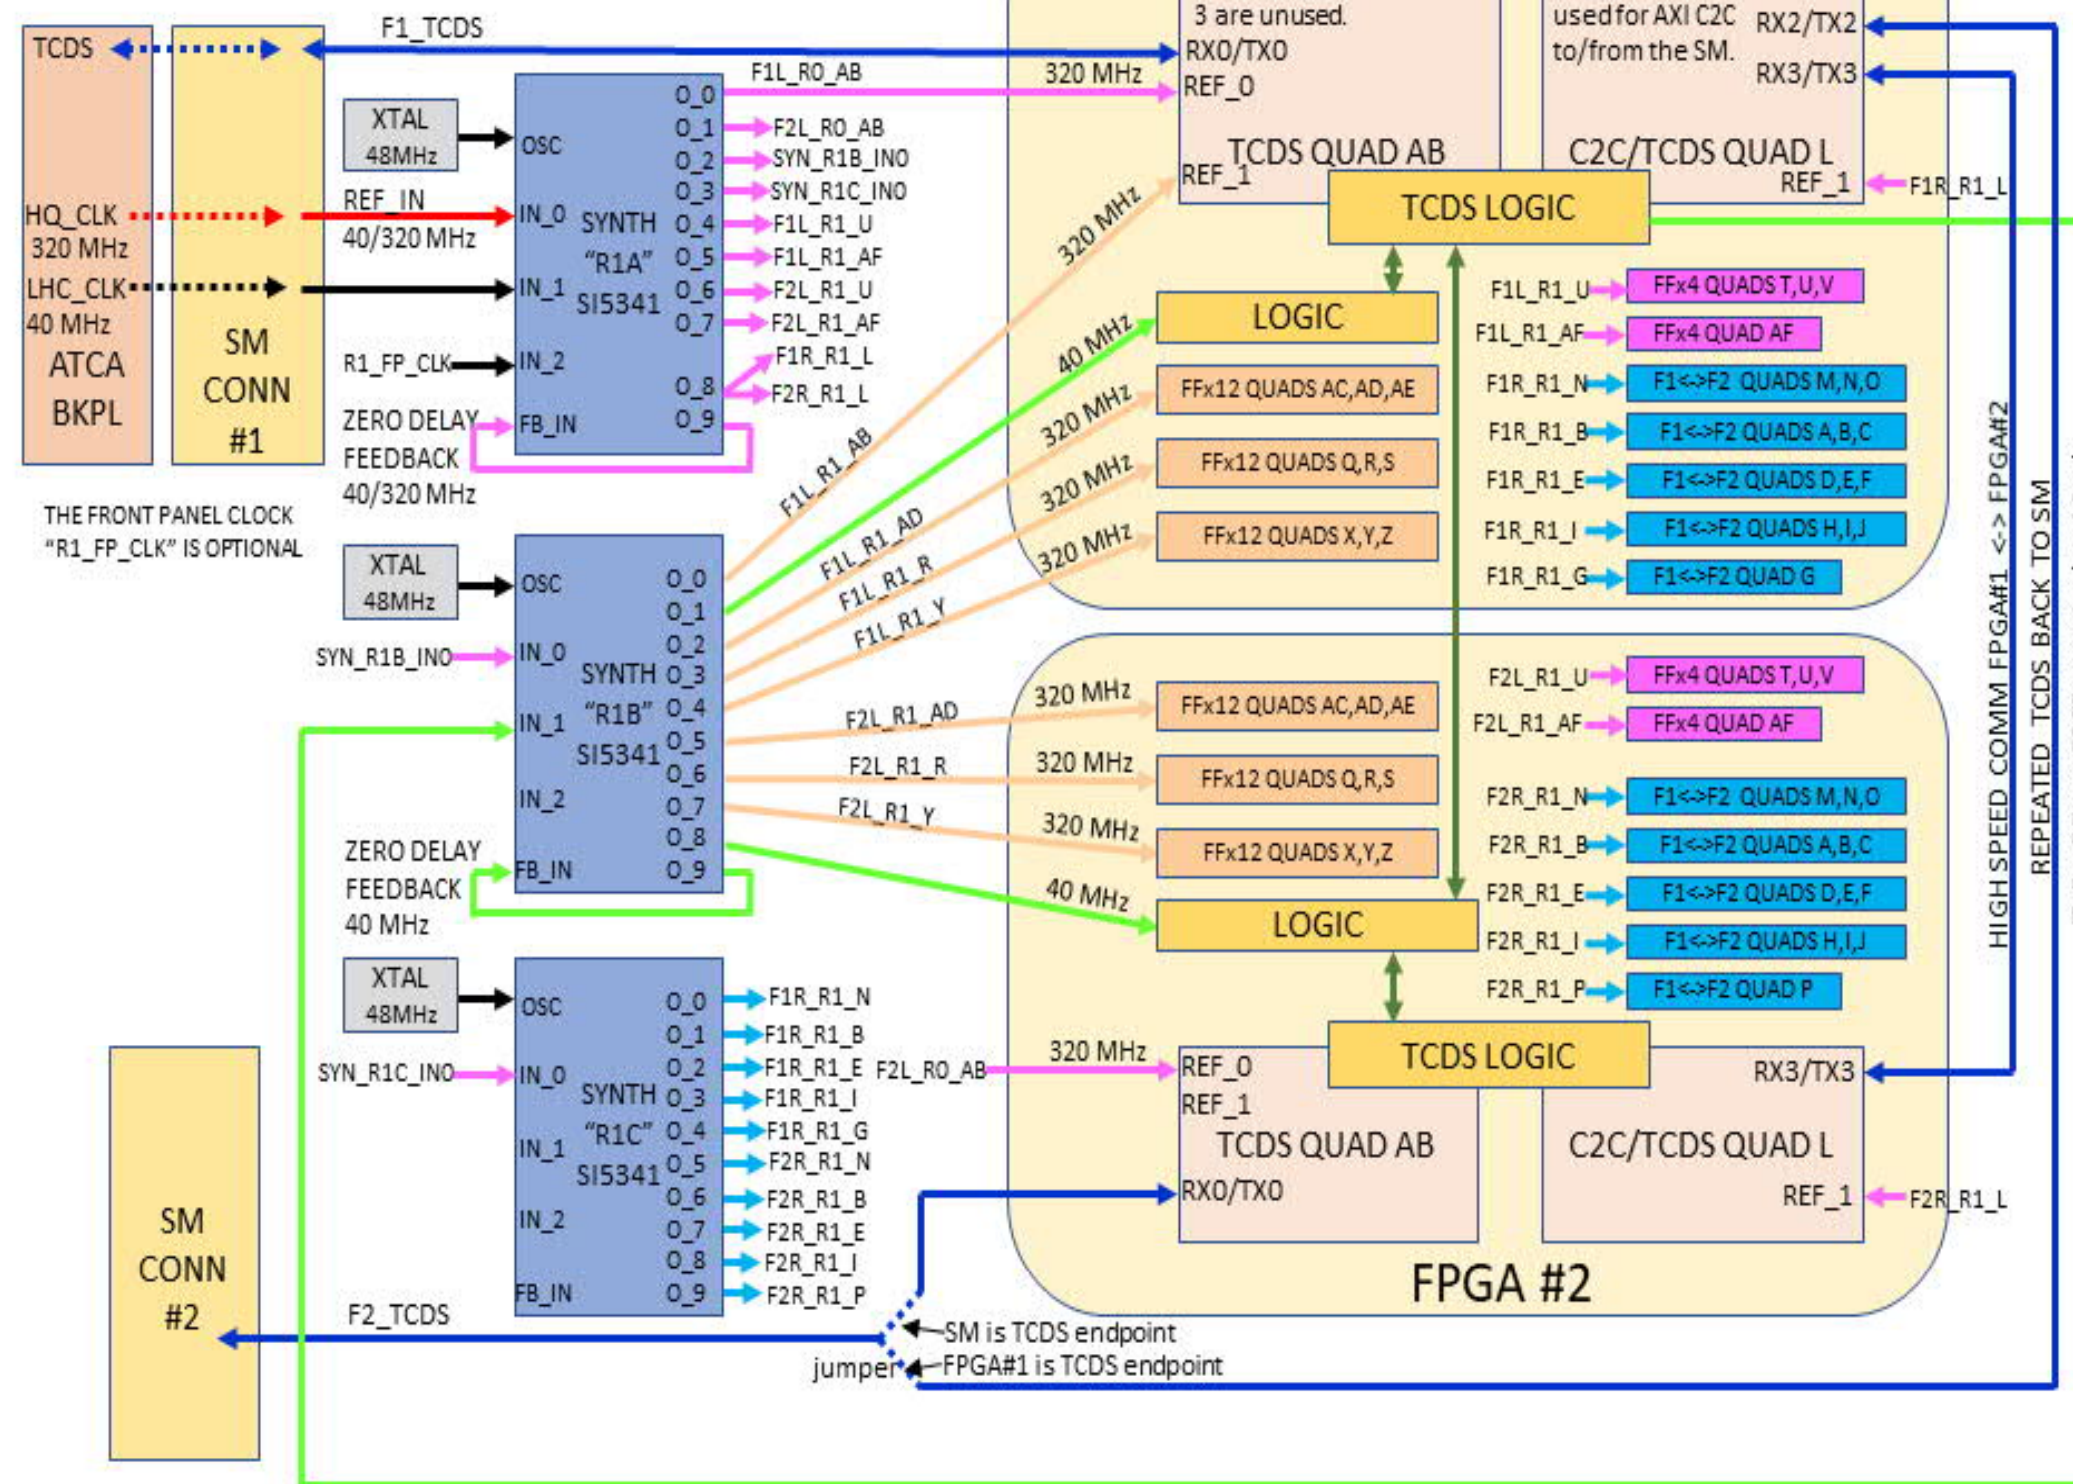 TCDS
HQ_CLK
320 MHz
LHC_CLK
40 MHz
ATCA
BKPL
SM
CONN
#1
F1_TCDS
XTAL
48MHz
REF_IN
40/320 MHz
R1_FP_CLK
ZERO DELAY
FEEDBACK
40/320 MHz
THE FRONT PANEL CLOCK
“R1_FP_CLK” IS OPTIONAL
OSC
IN_0
IN_1
IN_2
FB_IN
SYNTH
“R1A”
SI5341
O_0
O_1
O_2
O_3
O_4
O_5
O_6
O_7
O_8
O_9
F1L_R0_AB
320 MHz
F2L_R0_AB
SYN_R1B_IN0
SYN_R1C_IN0
F1L_R1_U
F1L_R1_AF
F2L_R1_U
F2L_R1_AF
F1R_R1_L
F2R_R1_L
3 are unused.
RX0/TX0
REF_0
TCDS QUAD AB
REF_1
used for AXI C2C
to/from the SM.
RX2/TX2
RX3/TX3
C2C/TCDS QUAD L
REF_1
F1R_R1_L
TCDS LOGIC
LOGIC
FFx12 QUADS AC,AD,AE
FFx12 QUADS Q,R,S
FFx12 QUADS X,Y,Z
F1L_R1_U
FFx4 QUADS T,U,V
F1L_R1_AF
FFx4 QUAD AF
F1R_R1_N
F1<->F2 QUADS M,N,O
F1R_R1_B
F1<->F2 QUADS A,B,C
F1R_R1_E
F1<->F2 QUADS D,E,F
F1R_R1_I
F1<->F2 QUADS H,I,J
F1R_R1_G
F1<->F2 QUAD G
320 MHz
40 MHz
320 MHz
320 MHz
320 MHz
F1L_R1_AB
F1L_R1_AD
F1L_R1_R
F1L_R1_Y
XTAL
48MHz
SYN_R1B_IN0
ZERO DELAY
FEEDBACK
40 MHz
OSC
IN_0
IN_1
IN_2
FB_IN
SYNTH
“R1B”
SI5341
O_0
O_1
O_2
O_3
O_4
O_5
O_6
O_7
O_8
O_9
F2L_R1_AD
320 MHz
F2L_R1_R
320 MHz
F2L_R1_Y
320 MHz
40 MHz
FFx12 QUADS AC,AD,AE
FFx12 QUADS Q,R,S
FFx12 QUADS X,Y,Z
LOGIC
F2L_R1_U
FFx4 QUADS T,U,V
F2L_R1_AF
FFx4 QUAD AF
F2R_R1_N
F1<->F2 QUADS M,N,O
F2R_R1_B
F1<->F2 QUADS A,B,C
F2R_R1_E
F1<->F2 QUADS D,E,F
F2R_R1_I
F1<->F2 QUADS H,I,J
F2R_R1_P
F1<->F2 QUAD P
HIGH SPEED COMM FPGA#1 <-> FPGA#2
REPEATED TCDS BACK TO SM
XTAL
48MHz
SYN_R1C_IN0
OSC
IN_0
IN_1
IN_2
FB_IN
SYNTH
“R1C”
SI5341
O_0
O_1
O_2
O_3
O_4
O_5
O_6
O_7
O_8
O_9
F1R_R1_N
F1R_R1_B
F1R_R1_E
F1R_R1_I
F1R_R1_G
F2R_R1_N
F2R_R1_B
F2R_R1_E
F2R_R1_I
F2R_R1_P
F2L_R0_AB
320 MHz
REF_0
REF_1
TCDS QUAD AB
RX0/TX0
TCDS LOGIC
RX3/TX3
C2C/TCDS QUAD L
REF_1
F2R_R1_L
FPGA #2
SM
CONN
#2
F2_TCDS
jumper
SM is TCDS endpoint
FPGA#1 is TCDS endpoint